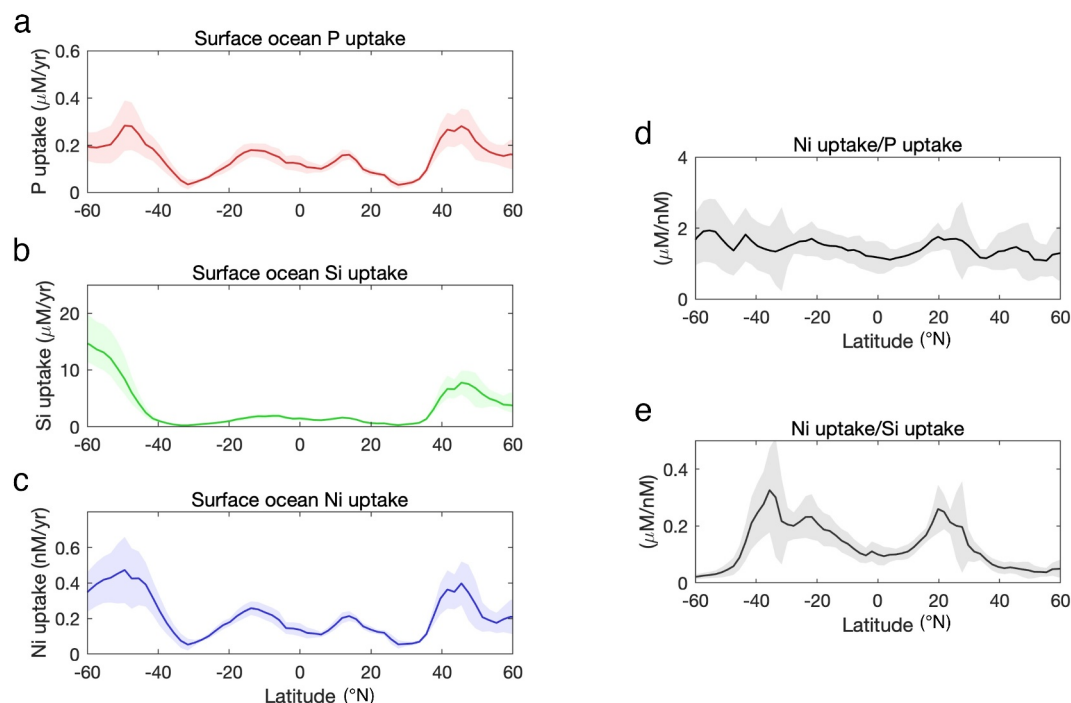 a
Surface ocean P uptake
P uptake (μM/yr)
0.6
0.4
0.2
0
-60 -40 -20 0 20 40 60
b
Surface ocean Si uptake
Si uptake (μM/yr)
20
10
0
-60 -40 -20 0 20 40 60
c
Surface ocean Ni uptake
Ni uptake (nM/yr)
0.6
0.4
0.2
0
-60 -40 -20 0 20 40 60
Latitude (°N)
d
Ni uptake/P uptake
(μM/nM)
4
2
0
-60 -40 -20 0 20 40 60
Latitude (°N)
e
Ni uptake/Si uptake
(μM/nM)
0.4
0.2
0
-60 -40 -20 0 20 40 60
Latitude (°N)